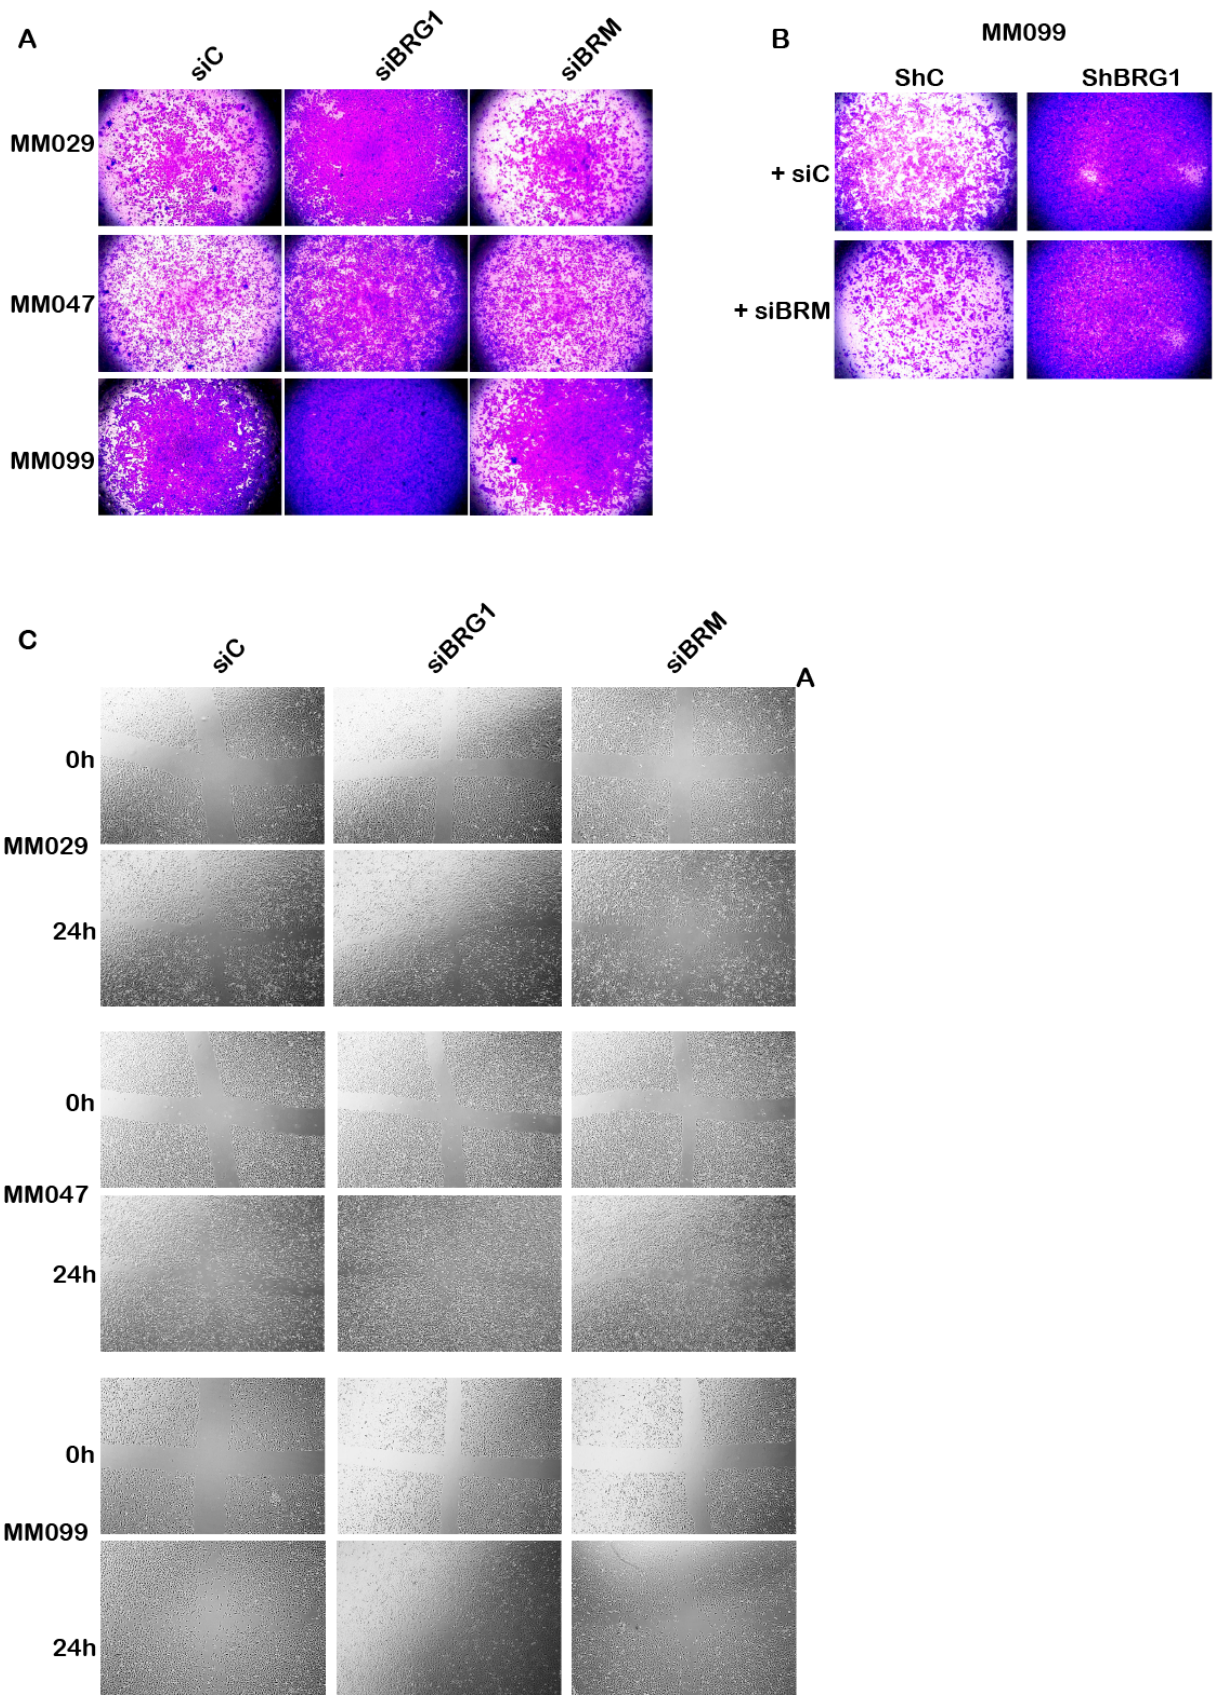 A
siC
siBRG1
siBRM
MM029
MM047
MM099
B
MM099
ShC
ShBRG1
+ siC
+ siBRM
C
siC
siBRG1
siBRM
A
0h
MM029
24h
0h
MM047
24h
0h
MM099
24h